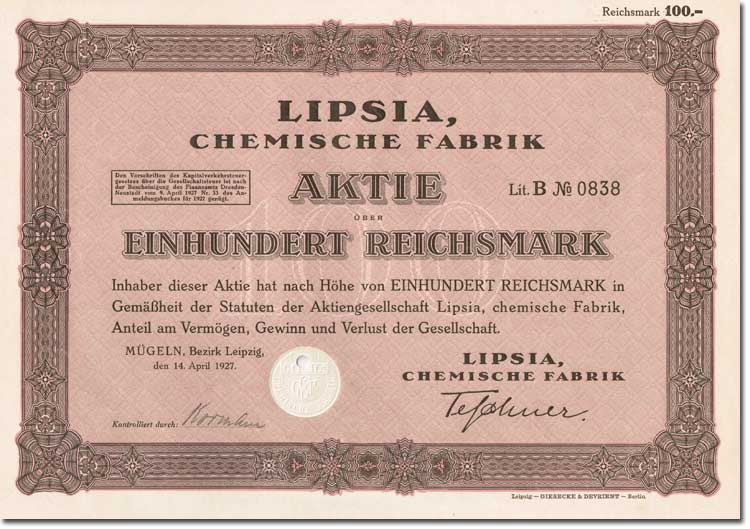 Reichsmark 100.–
LIPSIA,
CHEMISCHE FABRIK
Den Vorschriften des Kapitalverkehrsteuer-
gesetzes über die Gesellschaftsteuer ist nach
der Bescheinigung des Finanzamts Dresden-
Neustadt vom 9. April 1927 Nr. 33 des An-
meldungsbuches für 1927 genügt.
AKTIE
Lit. B № 0838
ÜBER
100
EINHUNDERT REICHSMARK
Inhaber dieser Aktie hat nach Höhe von EINHUNDERT REICHSMARK in
Gemäßheit der Statuten der Aktiengesellschaft Lipsia, chemische Fabrik,
Anteil am Vermögen, Gewinn und Verlust der Gesellschaft.
MÜGELN, Bezirk Leipzig,
den 14. April 1927.
LIPSIA,
CHEMISCHE FABRIK
Kontrolliert durch:
Leipzig — GIESECKE & DEVRIENT — Berlin